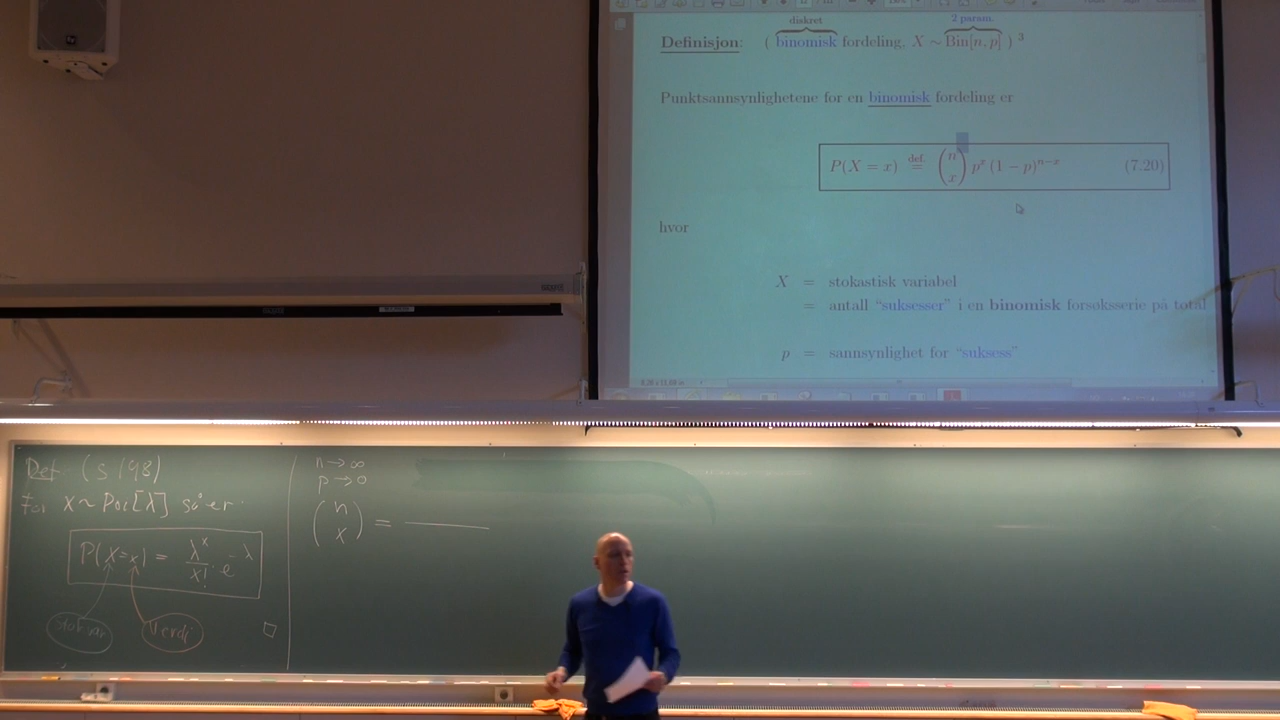 diskret
2 param.
Definisjon: ( binomisk fordeling, X ~ Bin[n, p] ) 3
Punktsannsynlighetene for en binomisk fordeling er
P(X = x) def. = (n x) p^x (1 − p)^{n−x} (7.20)
hvor
X = stokastisk variabel
= antall "suksesser" i en binomisk forsøksserie på total
p = sannsynlighet for "suksess"
Def: (s 198)
For X ~ Poi[λ] så er:
P(X=x) = λ^x / x! · e^-λ
Verdi
n → ∞
p → 0
(n x) =